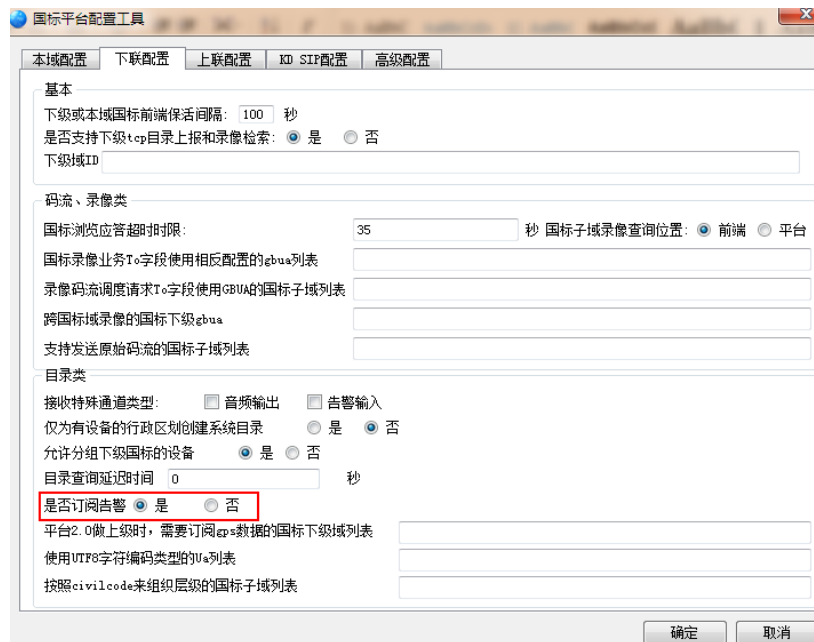 国标平台配置工具
本域配置 下联配置 上联配置 KD SIP配置 高级配置
基本
下级或本域国标前端保活间隔: 100 秒
是否支持下级tcp目录上报和录像检索: 是 否
下级域ID
码流、录像类
国标浏览应答超时时限: 35 秒 国标子域录像查询位置: 前端 平台
国标录像业务To字段使用相反配置的gbua列表
录像码流调度请求To字段使用GBUA的国标子域列表
跨国标域录像的国标下级gbua
支持发送原始码流的国标子域列表
目录类
接收特殊通道类型: 音频输出 告警输入
仅为有设备的行政区划创建系统目录 是 否
允许分组下级国标的设备 是 否
目录查询延迟时间 0 秒
是否订阅告警 是 否
平台2.0做上级时，需要订阅gps数据的国标下级域列表
使用UTF8字符编码类型的Ua列表
按照civilcode来组织层级的国标子域列表
确定 取消